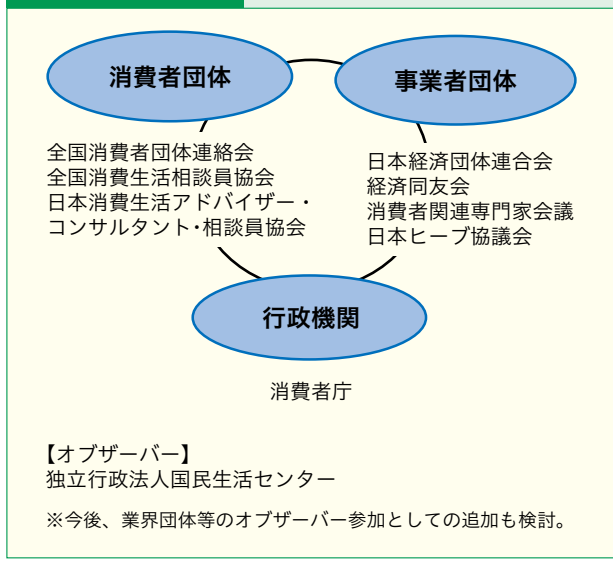 消費者団体
事業者団体
全国消費者団体連絡会
全国消費生活相談員協会
日本消費生活アドバイザー・
コンサルタント・相談員協会
日本経済団体連合会
経済同友会
消費者関連専門家会議
日本ヒーブ協議会
行政機関
消費者庁
【オブザーバー】
独立行政法人国民生活センター
※今後、業界団体等のオブザーバー参加としての追加も検討。